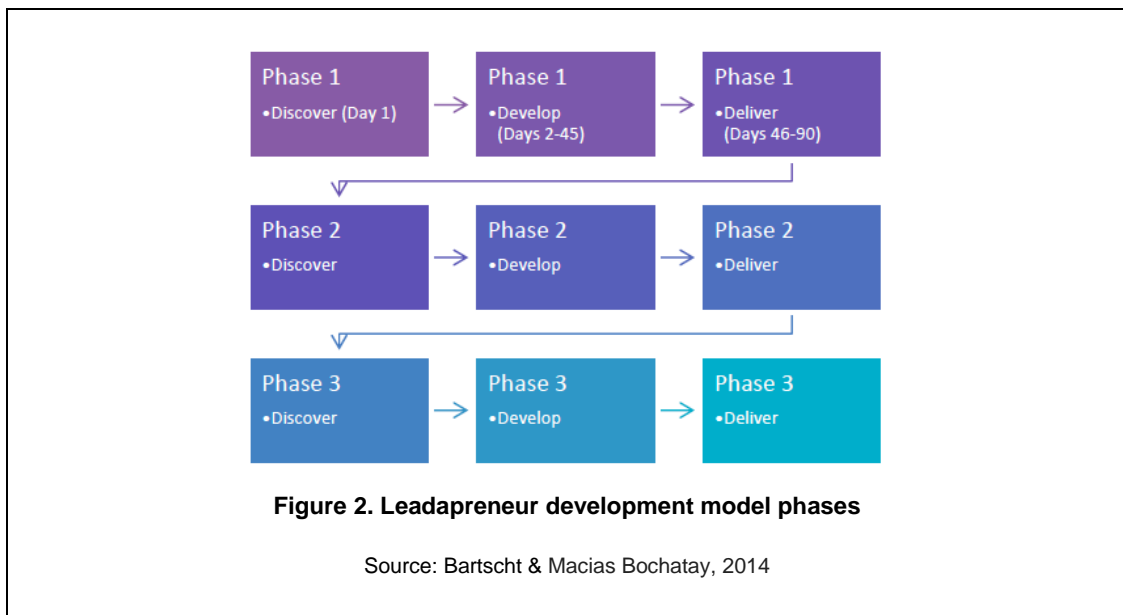 Phase 1
•Discover (Day 1)
Phase 1
•Develop
(Days 2-45)
Phase 1
•Deliver
(Days 46-90)
Phase 2
•Discover
Phase 2
•Develop
Phase 2
•Deliver
Phase 3
•Discover
Phase 3
•Develop
Phase 3
•Deliver
Figure 2. Leadapreneur development model phases
Source: Bartscht & Macias Bochatay, 2014